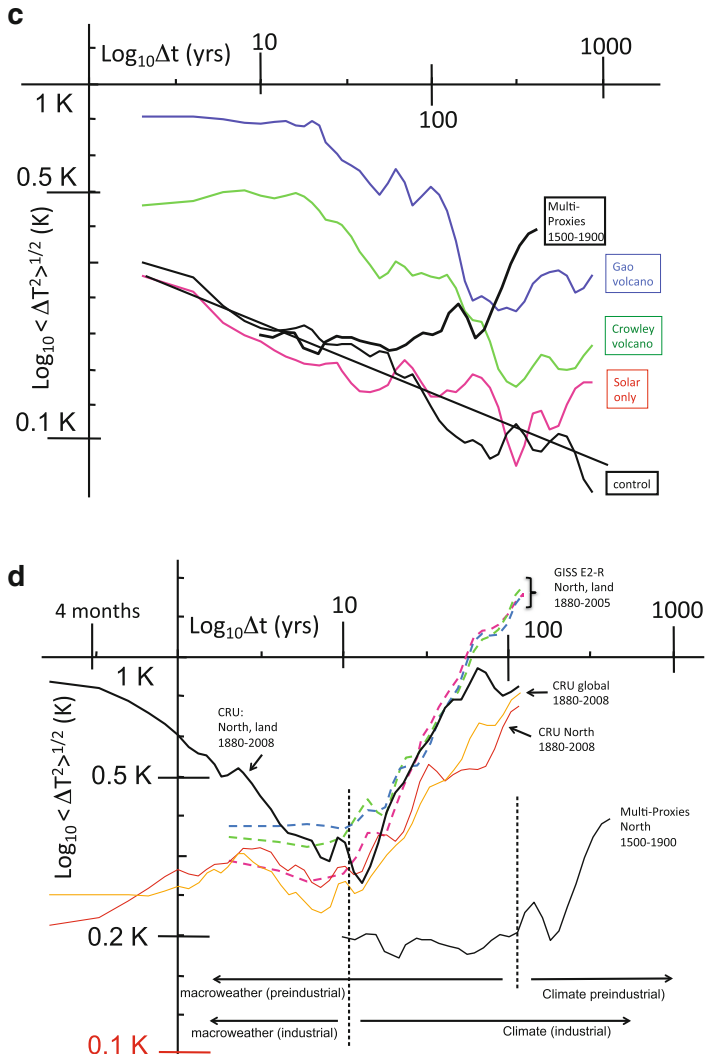 c
Log10Δt (yrs)
10
100
1000
1 K
0.5 K
0.1 K
Log10 < ΔT2>1/2 (K)
Multi-
Proxies
1500-1900
Gao
volcano
Crowley
volcano
Solar
only
control
d
4 months
Log10Δt (yrs)
10
100
1000
GISS E2-R
North, land
1880-2005
1 K
0.5 K
0.2 K
0.1 K
Log10 < ΔT2>1/2 (K)
CRU:
North, land
1880-2008
CRU global
1880-2008
CRU North
1880-2008
Multi-Proxies
North
1500-1900
macroweather (preindustrial)
Climate preindustrial)
macroweather (industrial)
Climate (industrial)